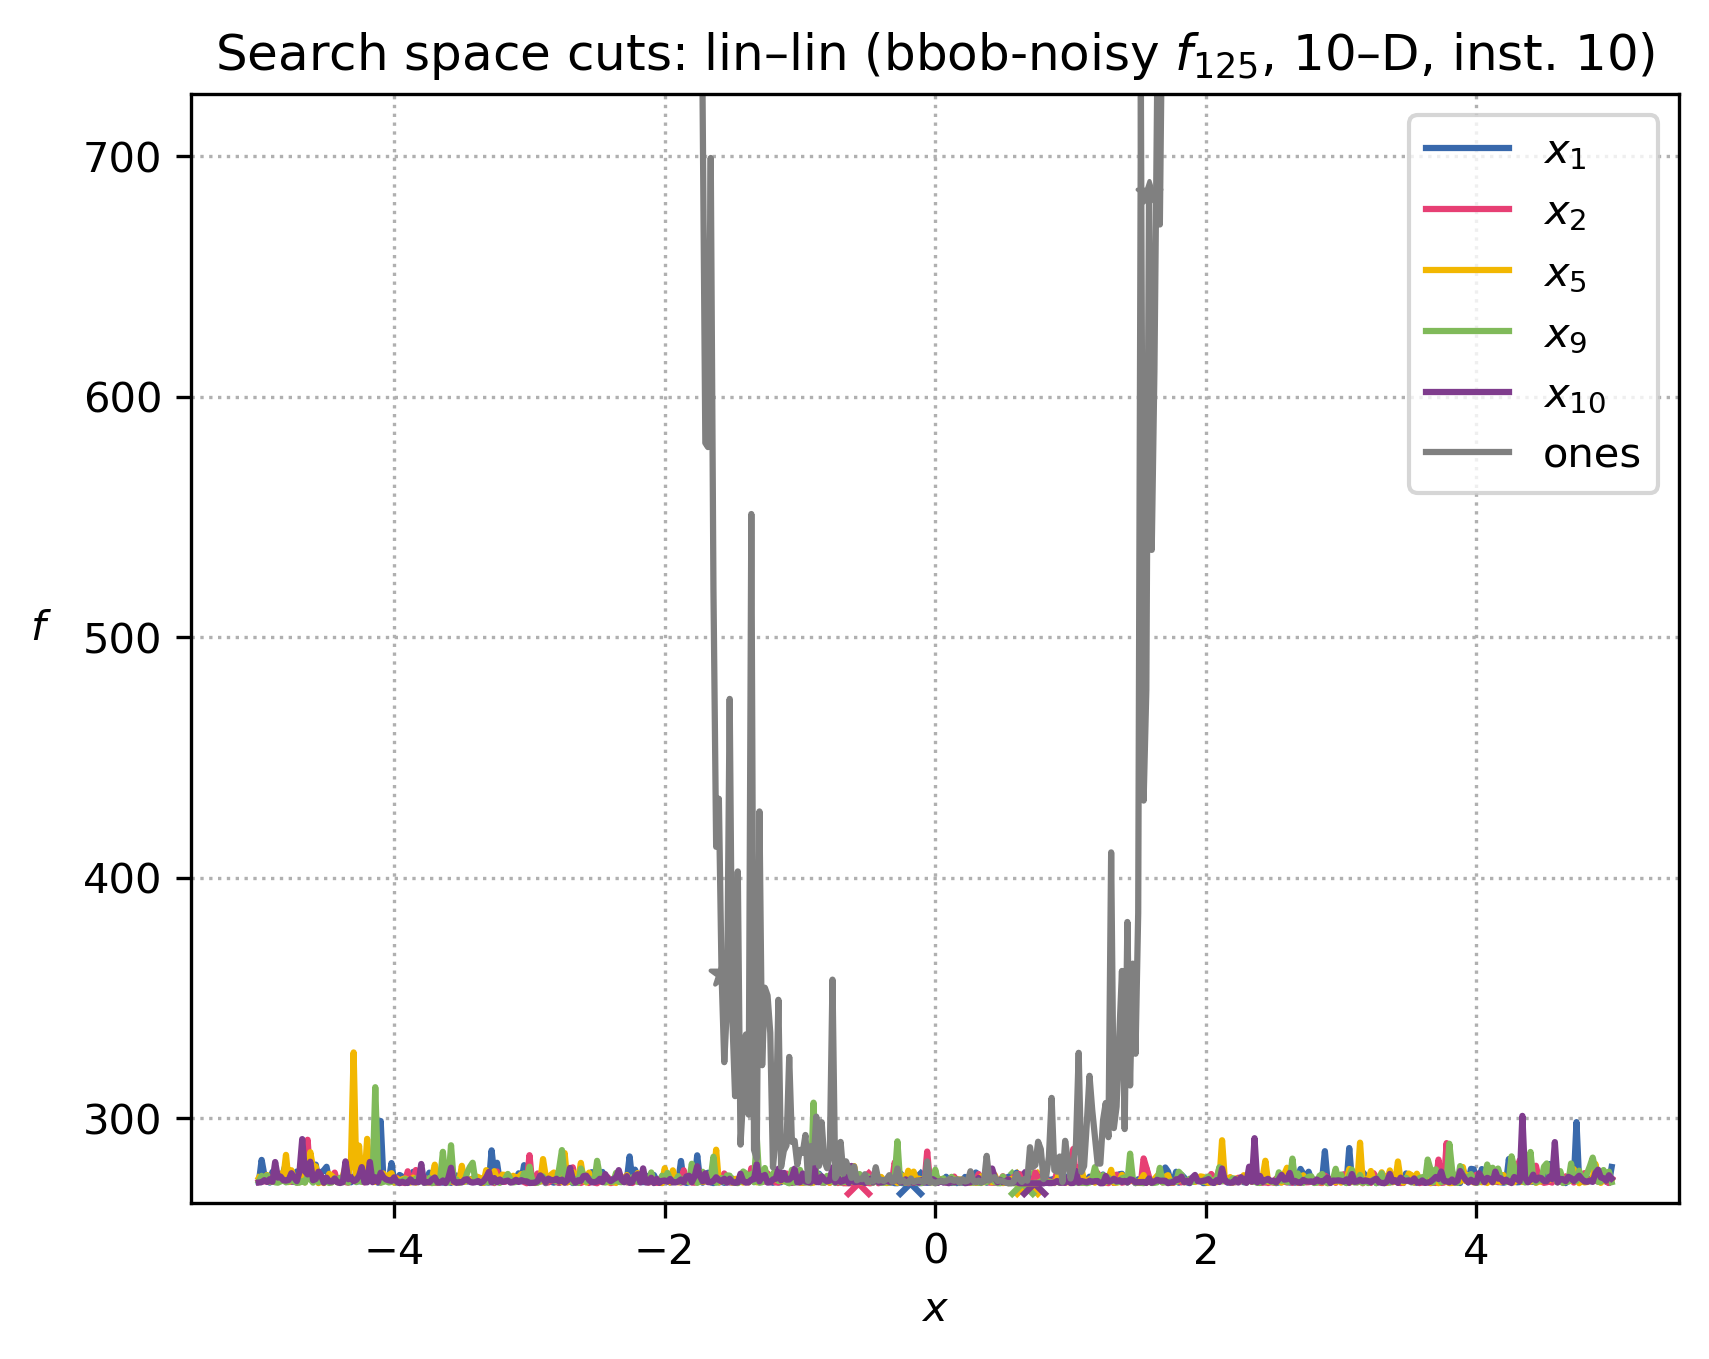 Search space cuts: lin–lin (bbob-noisy f₁₂₅, 10–D, inst. 10)
700
600
500
400
300
f
−4
−2
0
2
4
x
x₁
x₂
x₅
x₉
x₁₀
ones